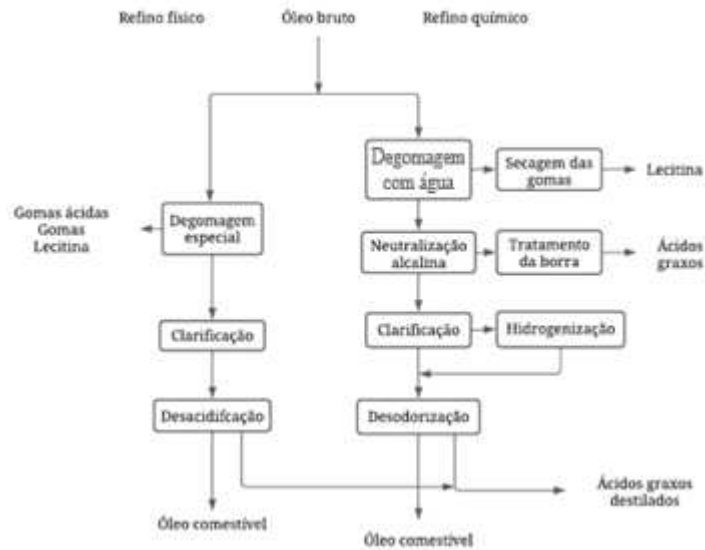 Refino físico
Óleo bruto
Refino químico
Degomagem
com água
Secagem das
gomas
Lecitina
Gomas ácidas
Gomas
Lecitina
Degomagem
especial
Neutralização
alcalina
Tratamento
da borra
Ácidos
graxos
Clarificação
Clarificação
Hidrogenização
Desacidifcação
Desodorização
Ácidos graxos
destilados
Óleo comestível
Óleo comestível